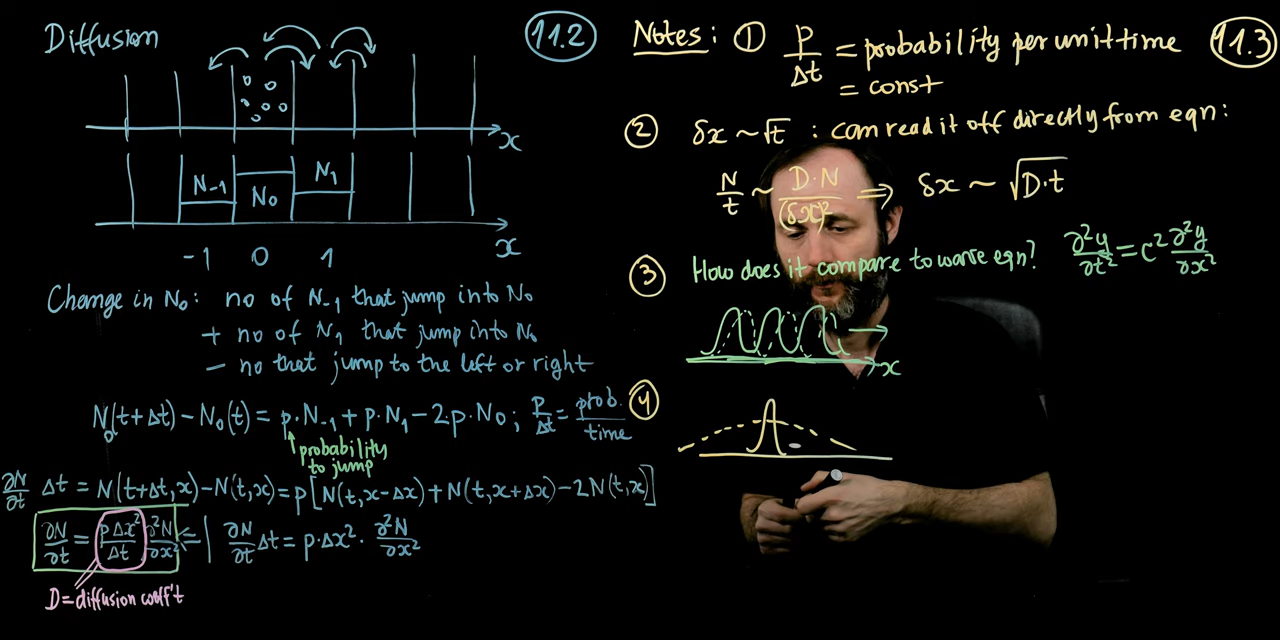 Diffusion
11.2
x
N₋₁ N₀ N₁
x
-1 0 1
Change in N₀: no of N₋₁ that jump into N₀
+ no of N₁ that jump into N₀
− no that jump to the left or right
N₀(t+Δt) − N₀(t) = p·N₋₁ + p·N₁ − 2·p·N₀ ; p/Δt = prob./time
probability
to jump
∂N/∂t Δt = N(t+Δt,x) − N(t,x) = p[N(t,x−Δx) + N(t,x+Δx) − 2N(t,x)]
∂N/∂t = pΔx²/Δt ∂²N/∂x² ⇐ | ∂N/∂t Δt = p·Δx² · ∂²N/∂x²
D = diffusion coeff't
Notes: ① P/Δt = probability per unit time
= const
11.3
② δx ~ √t : can read it off directly from eqn:
N/t ~ D·N/(δx)² ⟹ δx ~ √D·t
③ How does it compare to wave eqn? ∂²y/∂t² = c² ∂²y/∂x²
x
④